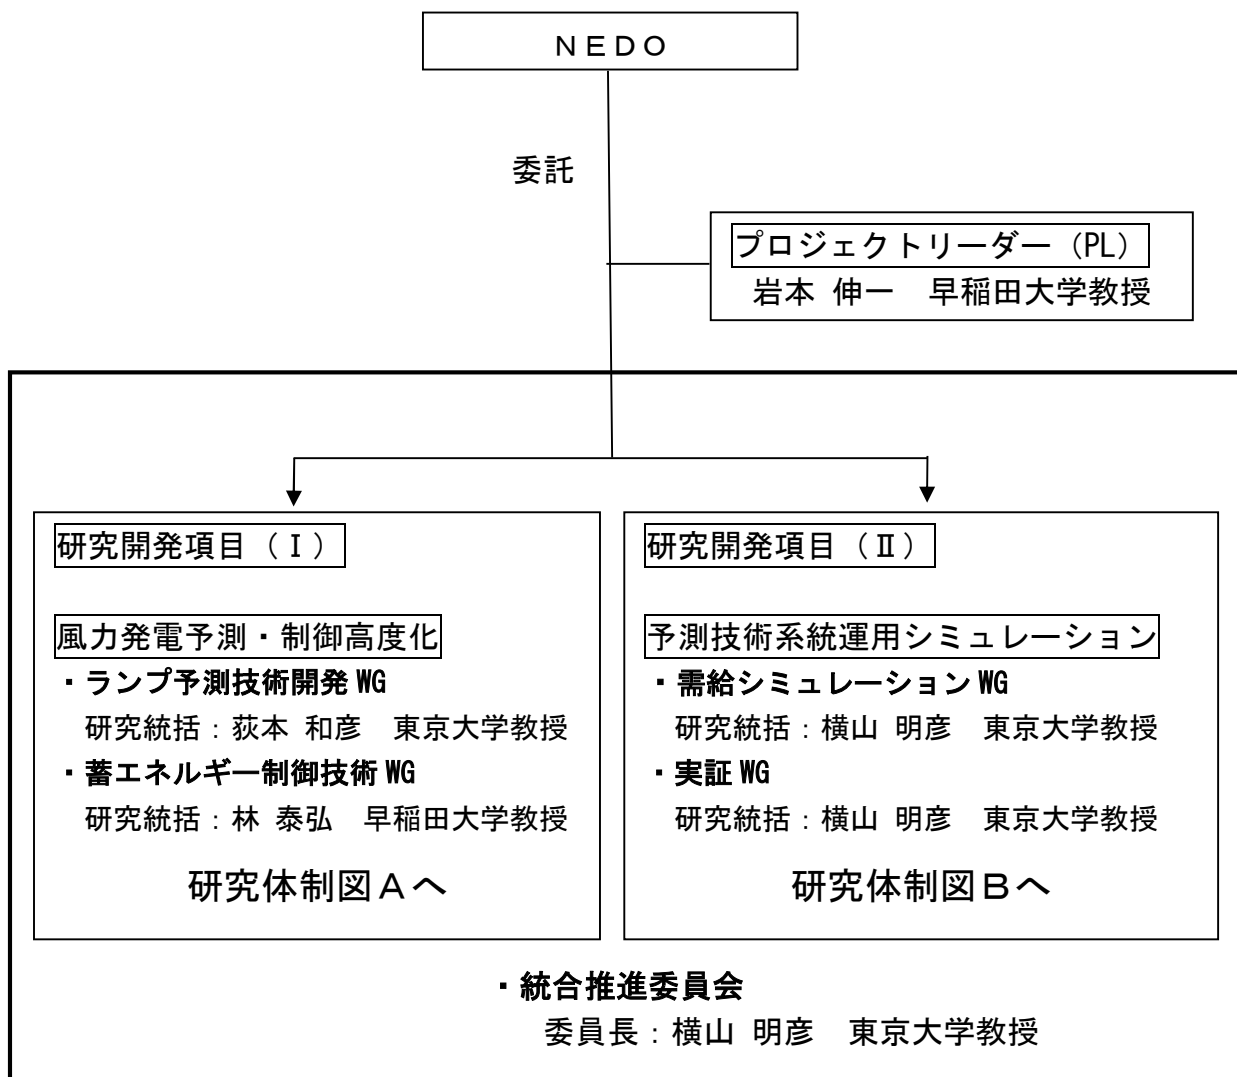 ＮＥＤＯ
委託
プロジェクトリーダー（PL）
岩本 伸一　早稲田大学教授
研究開発項目（Ⅰ）
風力発電予測・制御高度化
・ランプ予測技術開発 WG
研究統括：荻本 和彦　東京大学教授
・蓄エネルギー制御技術 WG
研究統括：林 泰弘　早稲田大学教授
研究体制図Ａへ
研究開発項目（Ⅱ）
予測技術系統運用シミュレーション
・需給シミュレーション WG
研究統括：横山 明彦　東京大学教授
・実証 WG
研究統括：横山 明彦　東京大学教授
研究体制図Ｂへ
・統合推進委員会
委員長：横山 明彦　東京大学教授